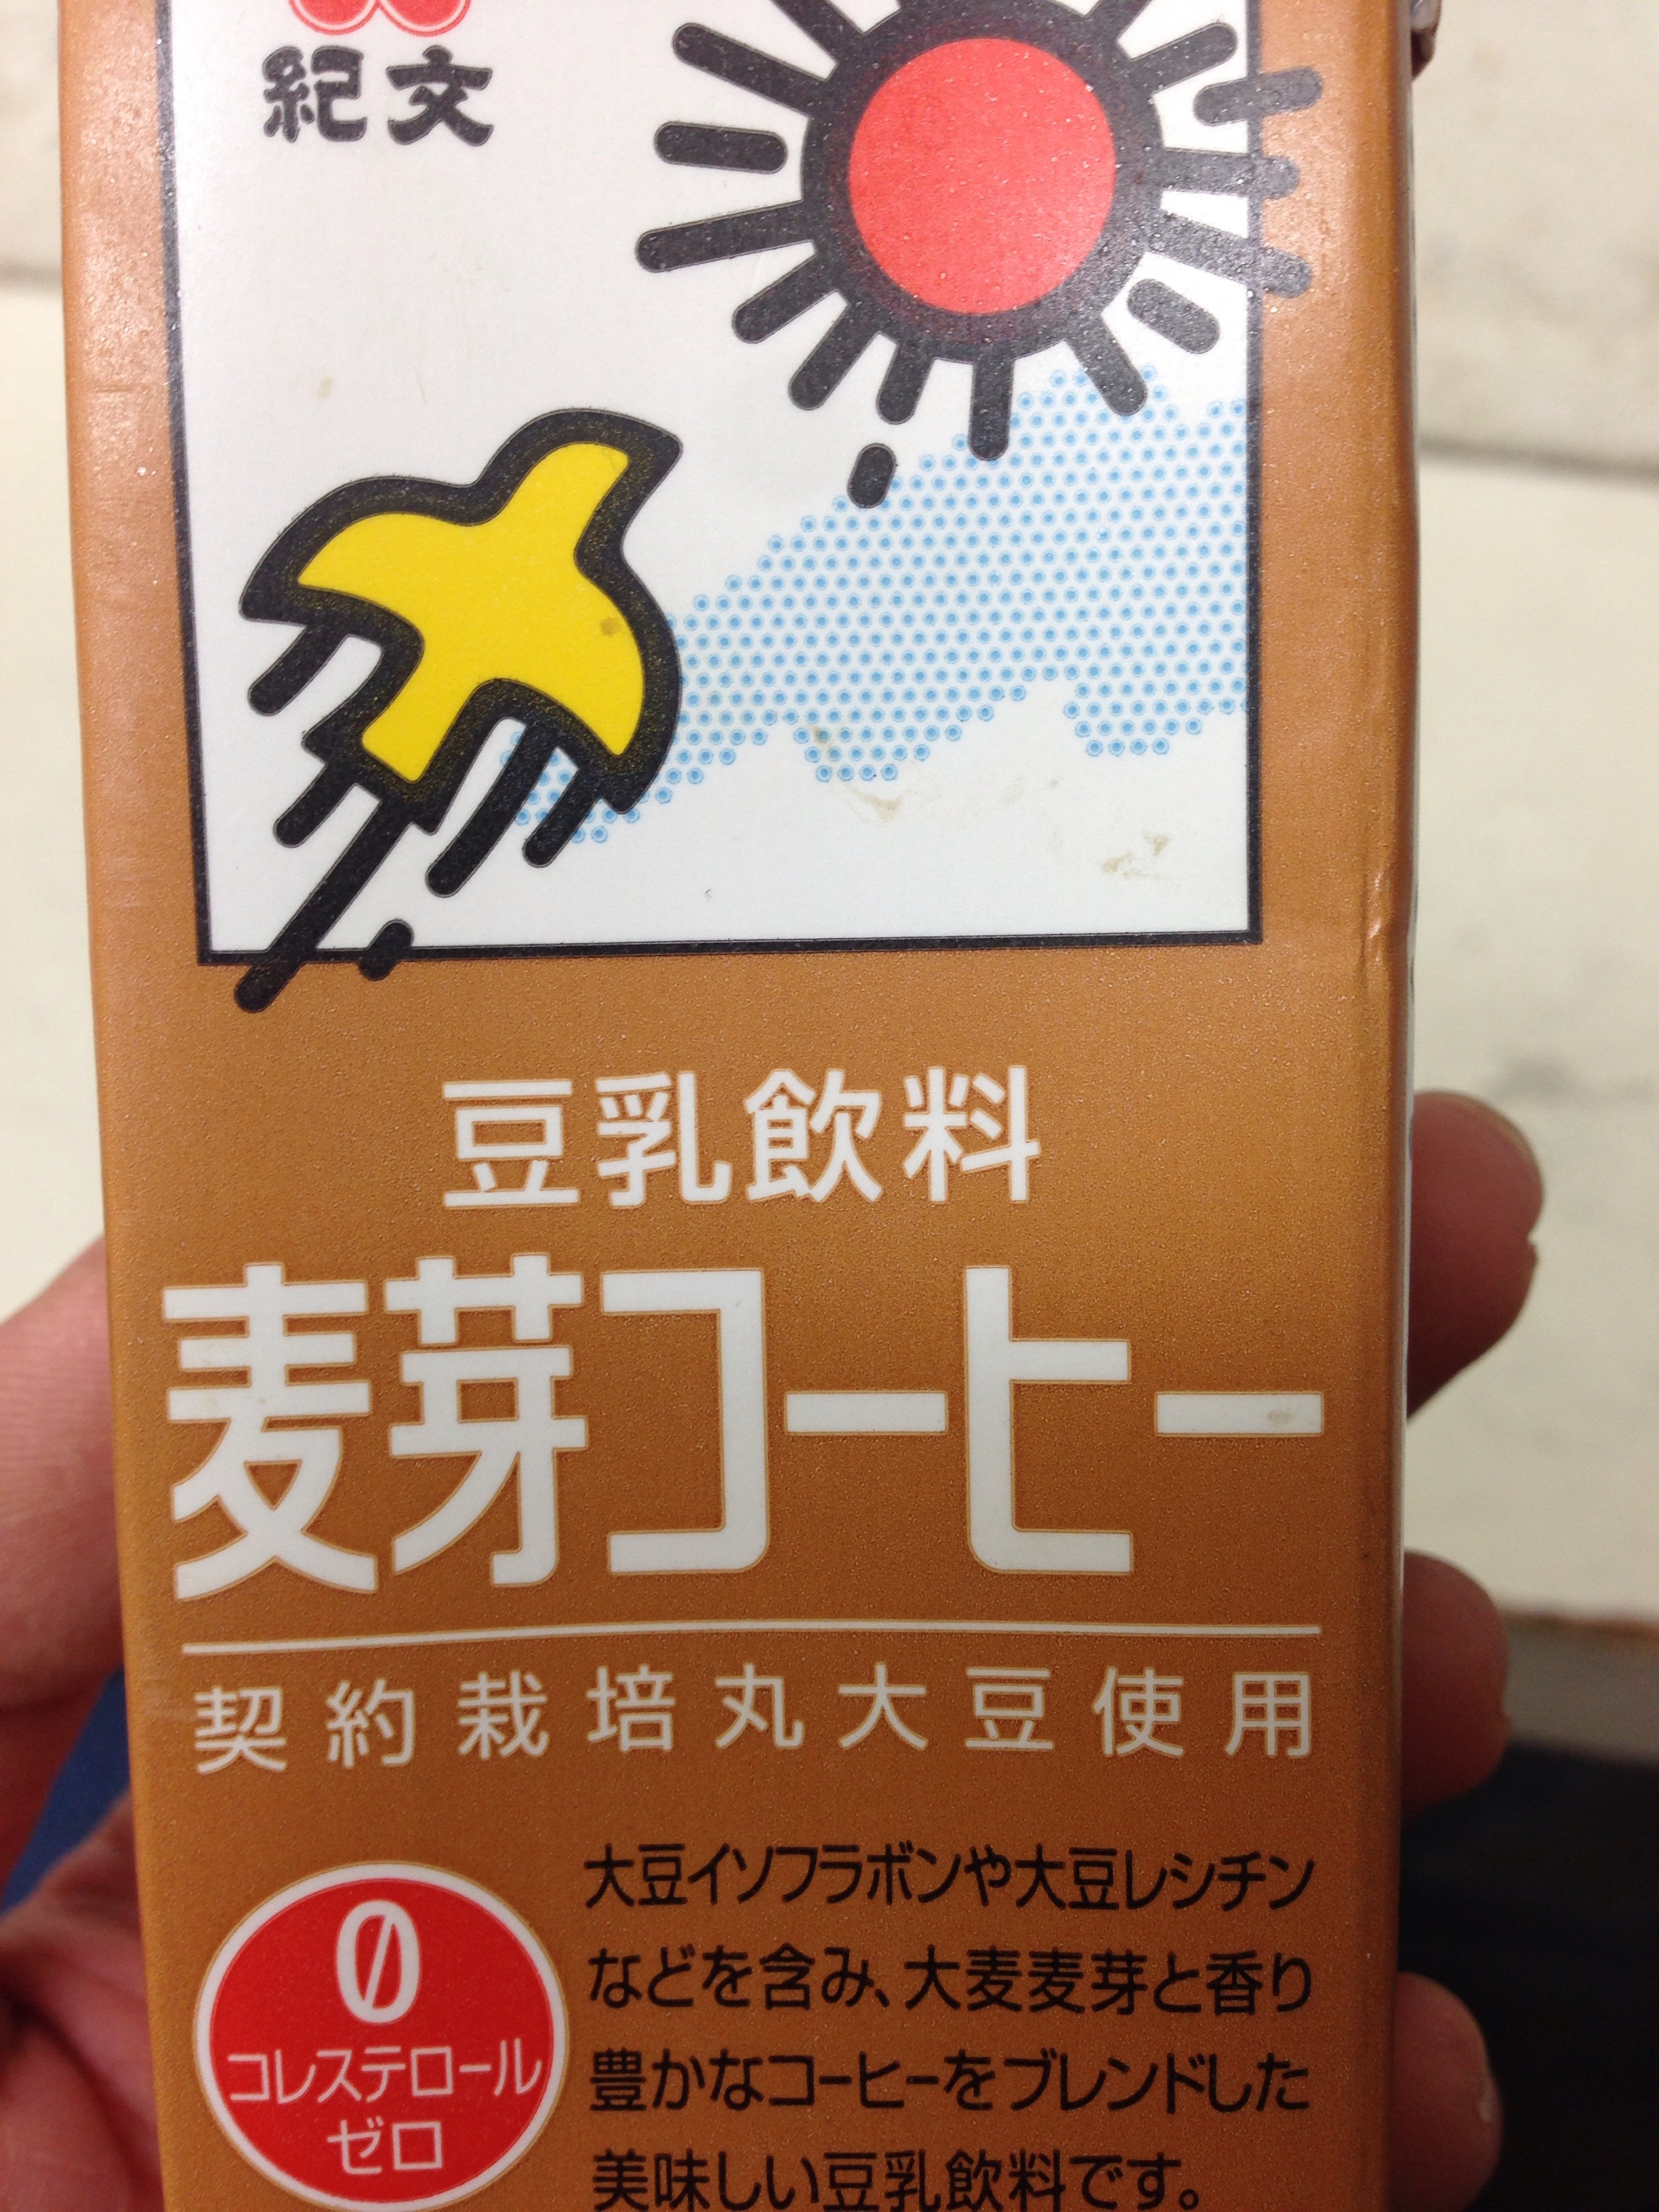 紀文
豆乳飲料
麦芽コーヒー
契約栽培丸大豆使用
0
コレステロール
ゼロ
大豆イソフラボンや大豆レシチン
などを含み、大麦麦芽と香り
豊かなコーヒーをブレンドした
美味しい豆乳飲料です。